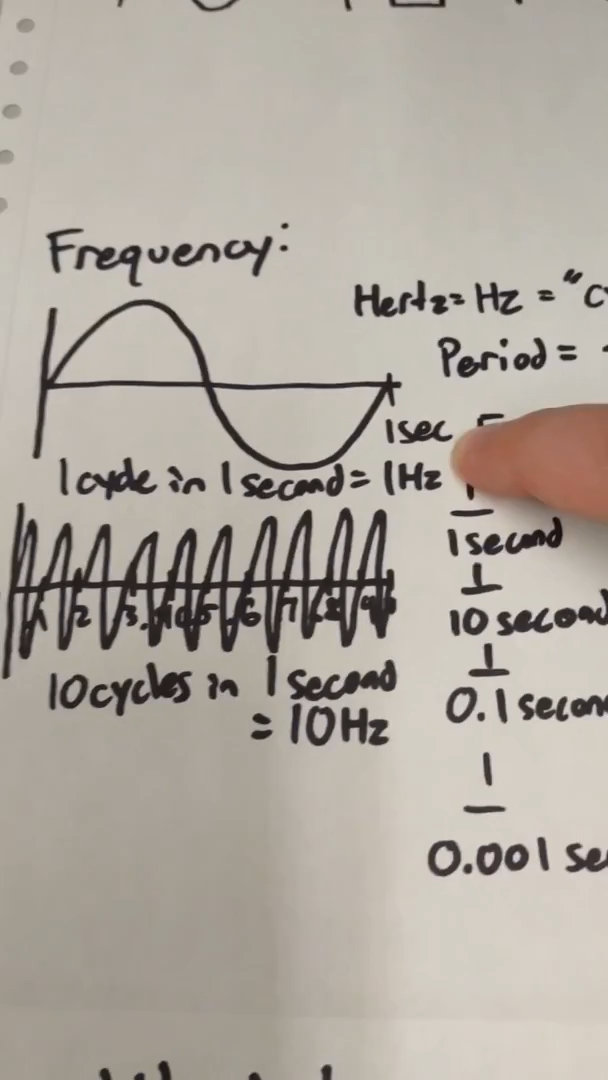 Frequency:
Hertz = Hz = "c
Period =
1sec
1 cycle in 1 second = 1Hz
1
1 second
1
10 second
10 cycles in 1 second
= 10Hz
1
0.1 secon
1
0.001 se